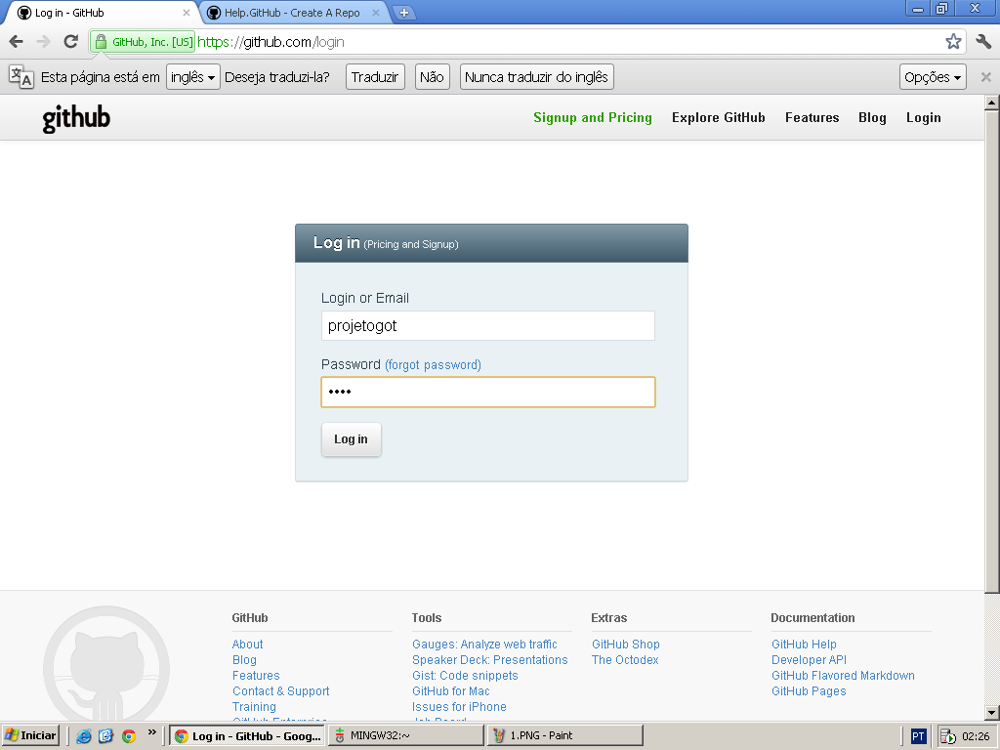 Log in - GitHub
Help.GitHub - Create A Repo
GitHub, Inc. [US] https://github.com/login
Esta página está em inglês Deseja traduzi-la? Traduzir Não Nunca traduzir do inglês Opções
github
Signup and Pricing Explore GitHub Features Blog Login
Log in (Pricing and Signup)
Login or Email
projetogot
Password (forgot password)
••••
Log in
GitHub
About
Blog
Features
Contact & Support
Training
GitHub Enterprise
Tools
Gauges: Analyze web traffic
Speaker Deck: Presentations
Gist: Code snippets
GitHub for Mac
Issues for iPhone
Job Board
Extras
GitHub Shop
The Octodex
Documentation
GitHub Help
Developer API
GitHub Flavored Markdown
GitHub Pages
Iniciar
»
Log in - GitHub - Goog...
MINGW32:~
1.PNG - Paint
PT
02:26